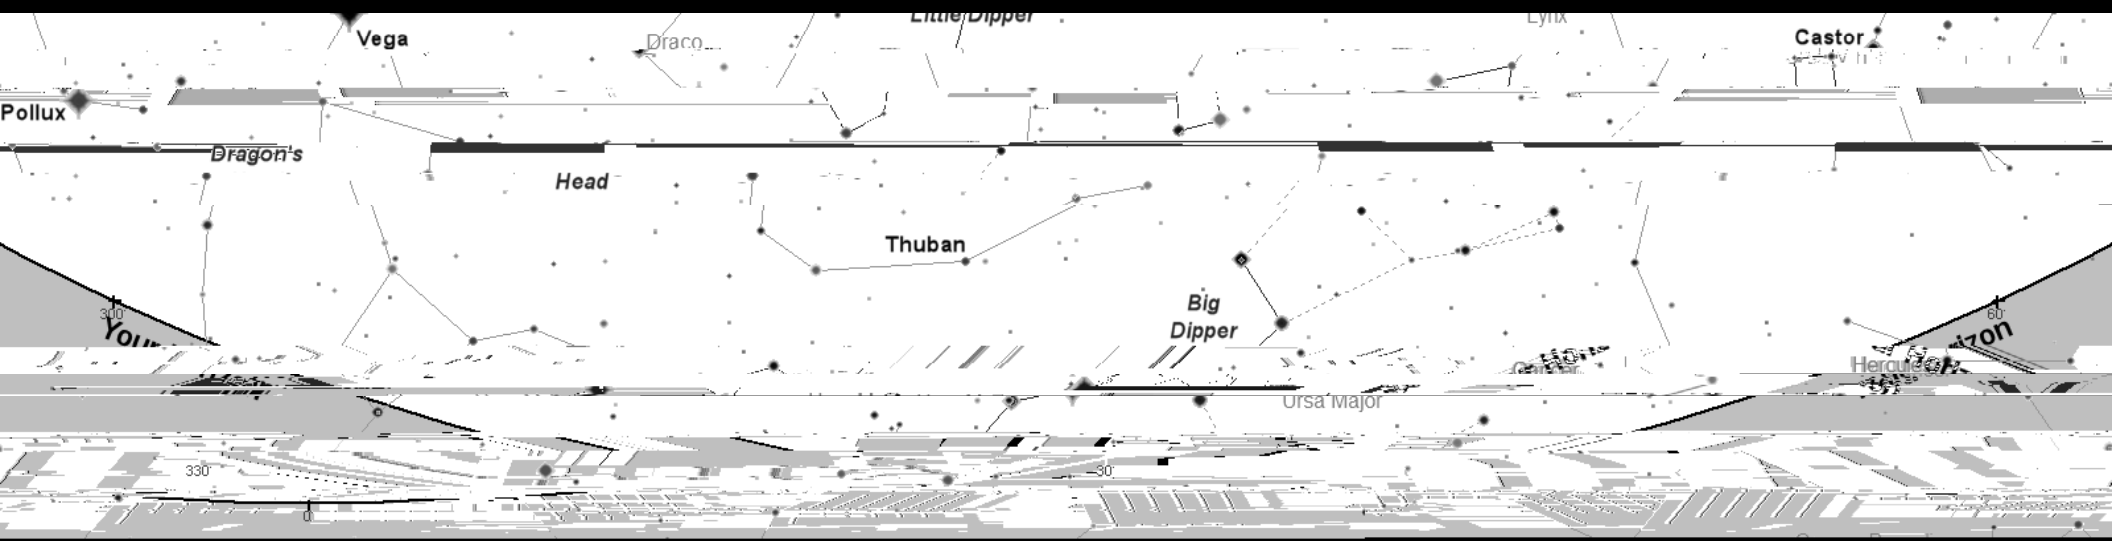 Little Dipper
Lynx
Vega
Draco
Castor
Pollux
Dragon's
Head
Thuban
Big
Dipper
300
60
Your
Ursa Major
330
30
0